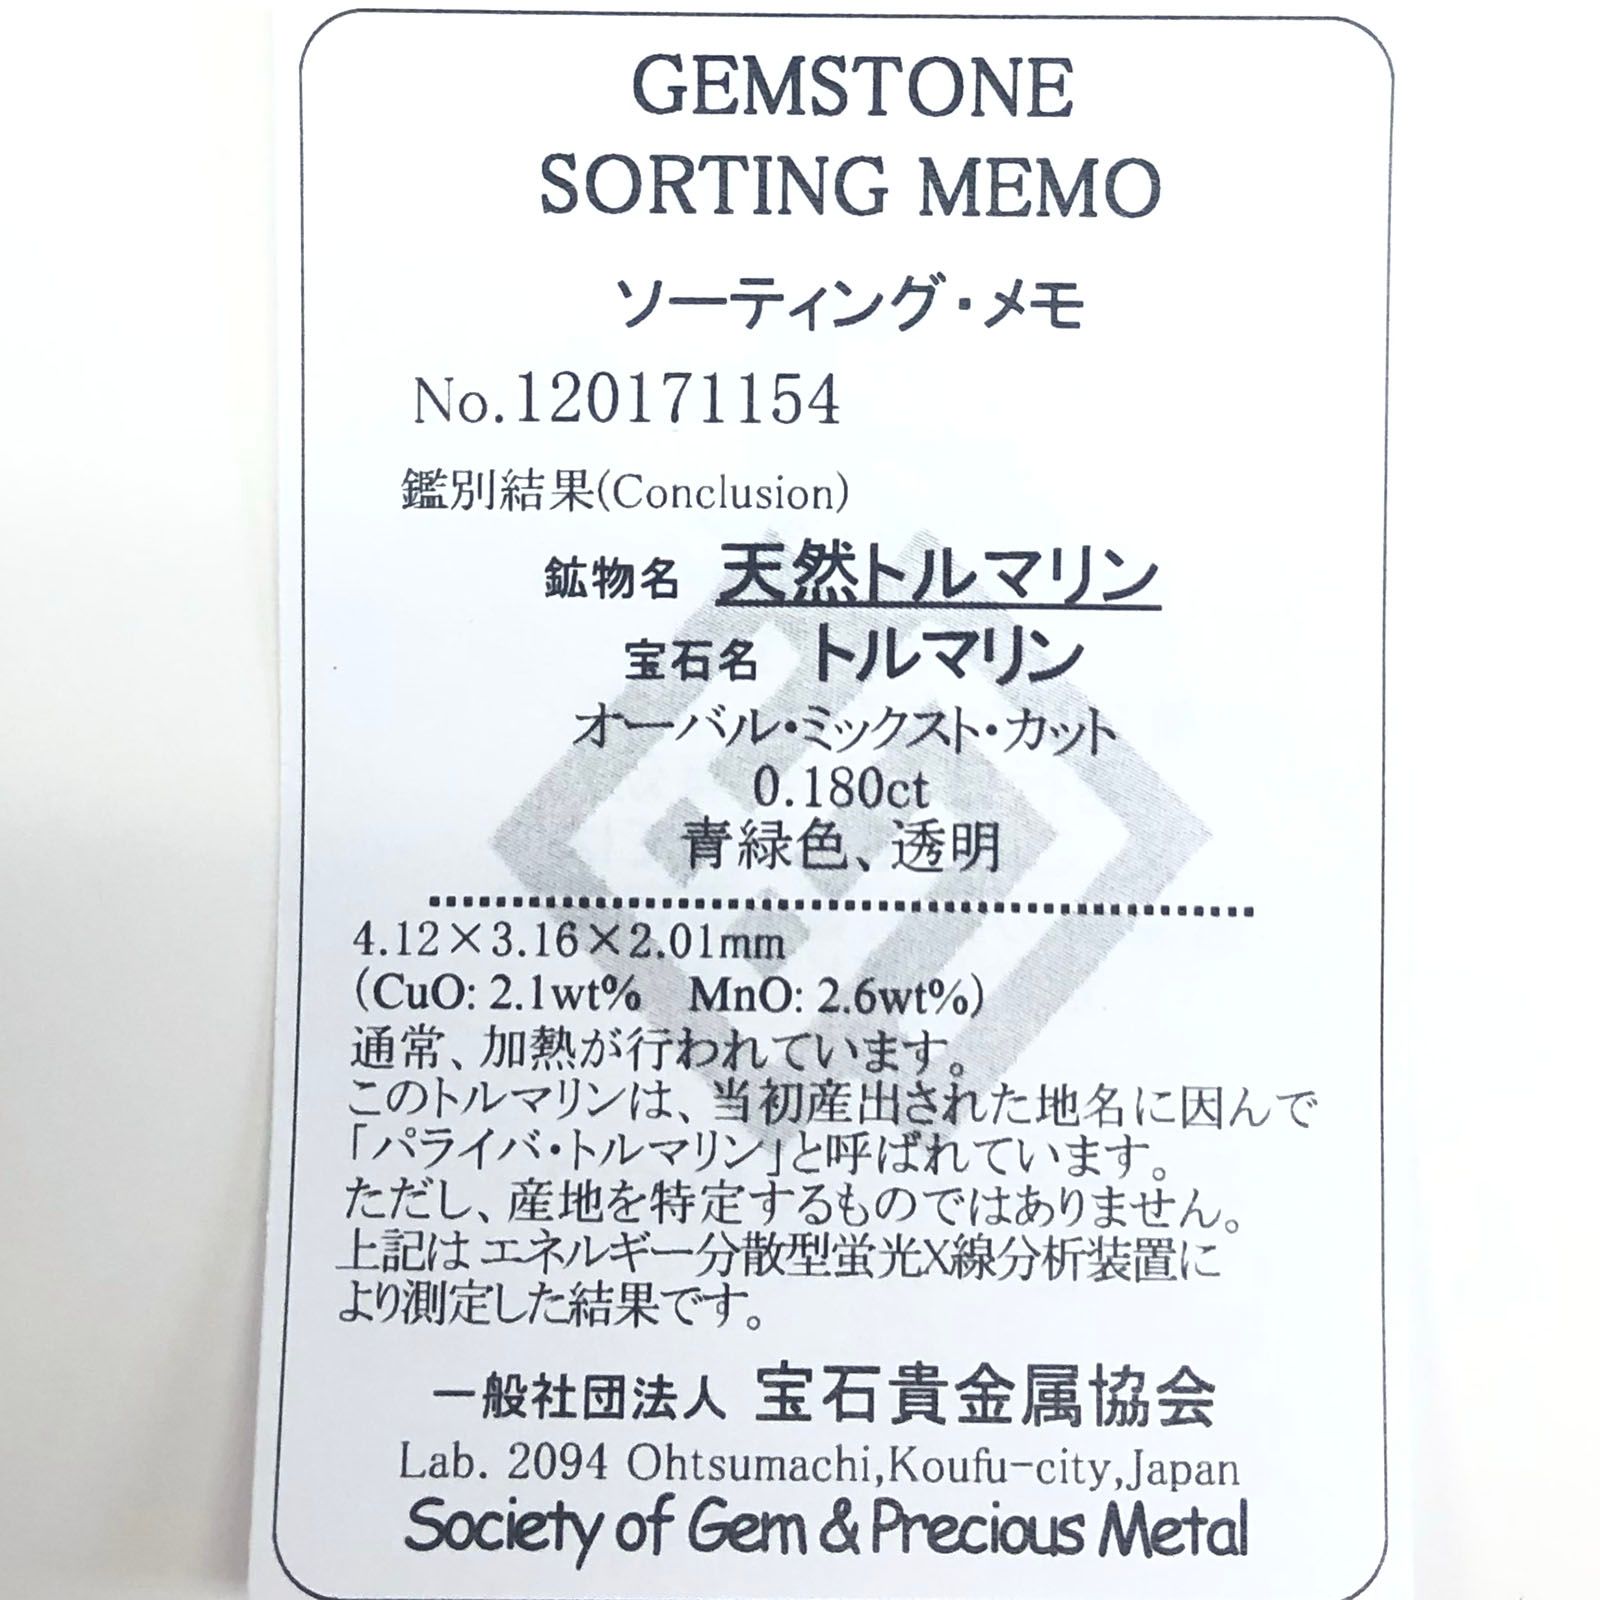 GEMSTONE
SORTING MEMO
ソーティング・メモ
No.120171154
鑑別結果(Conclusion)
鉱物名 天然トルマリン
宝石名 トルマリン
オーバル・ミックスト・カット
0.180ct
青緑色、透明
4.12×3.16×2.01mm
(CuO: 2.1wt% MnO: 2.6wt%)
通常、加熱が行われています。
このトルマリンは、当初産出された地名に因んで
「パライバ・トルマリン」と呼ばれています。
ただし、産地を特定するものではありません。
上記は エネルギー分散型蛍光X線分析装置に
より測定した結果です。
一般社団法人 宝石貴金属協会
Lab. 2094 Ohtsumachi,Koufu-city,Japan
Society of Gem & Precious Metal